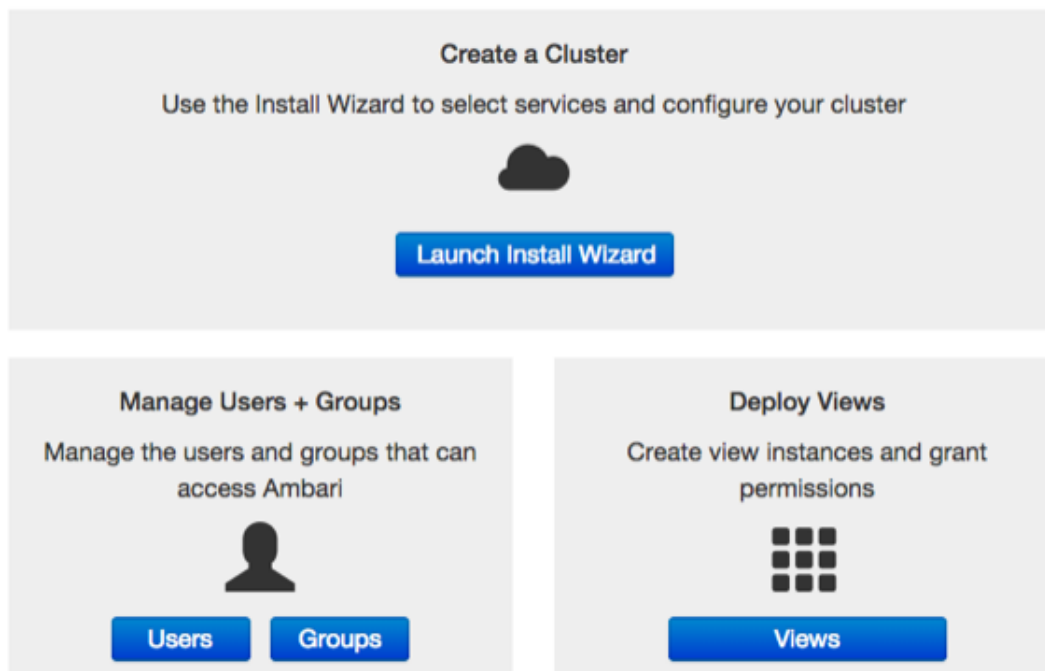 Create a Cluster
Use the Install Wizard to select services and configure your cluster
Launch Install Wizard
Manage Users + Groups
Manage the users and groups that can
access Ambari
Users
Groups
Deploy Views
Create view instances and grant
permissions
Views